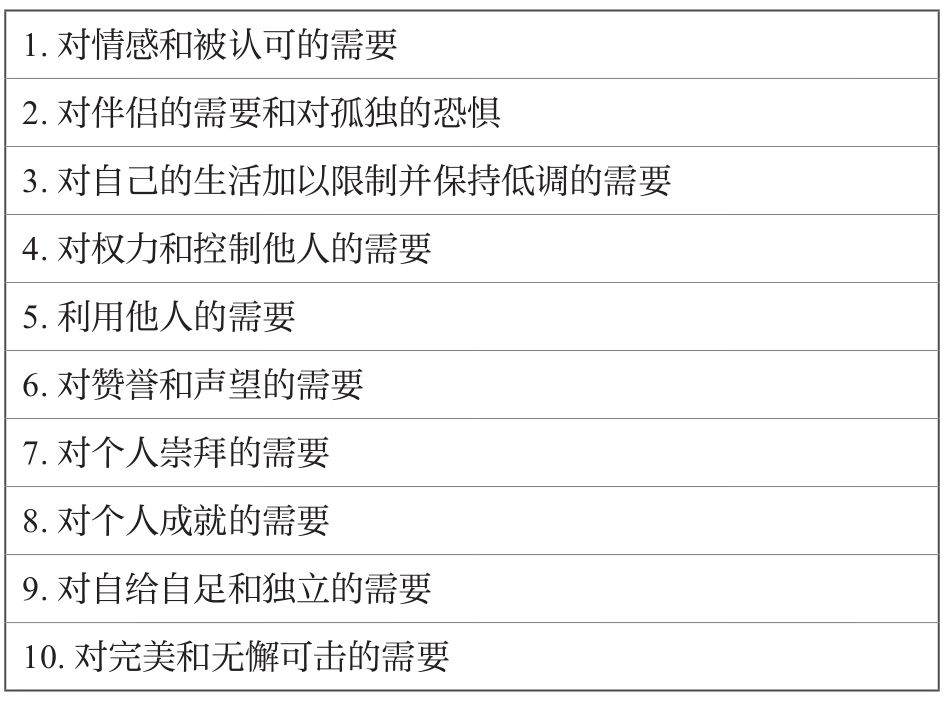 1. 对情感和被认可的需要
2. 对伴侣的需要和对孤独的恐惧
3. 对自己的生活加以限制并保持低调的需要
4. 对权力和控制他人的需要
5. 利用他人的需要
6. 对赞誉和声望的需要
7. 对个人崇拜的需要
8. 对个人成就的需要
9. 对自给自足和独立的需要
10. 对完美和无懈可击的需要